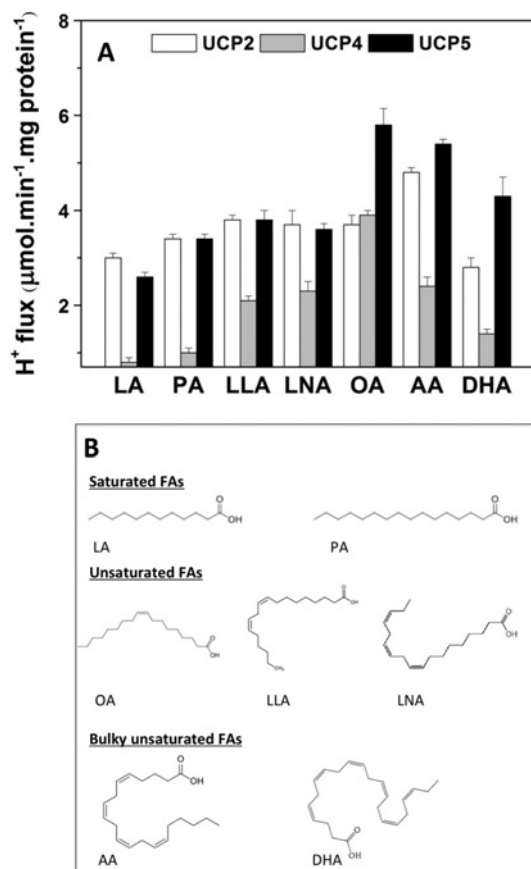 8
A
UCP2 UCP4 UCP5
6
4
2
H⁺ flux (μmol.min⁻¹.mg protein⁻¹)
LA PA LLA LNA OA AA DHA
B
Saturated FAs
O
OH
O
OH
LA PA
Unsaturated FAs
O
OH
O
OH
CH₃
O
OH
OA LLA LNA
Bulky unsaturated FAs
O
OH
O
OH
AA DHA